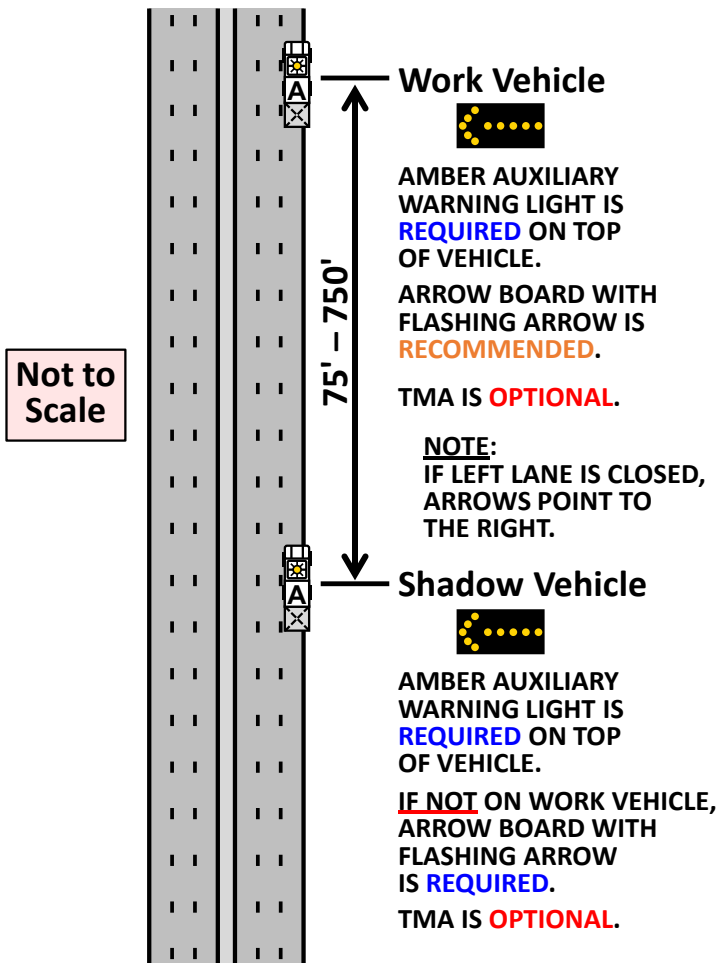 Work Vehicle
A
AMBER AUXILIARY
WARNING LIGHT IS
REQUIRED ON TOP
OF VEHICLE.
ARROW BOARD WITH
FLASHING ARROW IS
RECOMMENDED.
75' – 750'
Not to
Scale
TMA IS OPTIONAL.
NOTE:
IF LEFT LANE IS CLOSED,
ARROWS POINT TO
THE RIGHT.
Shadow Vehicle
A
AMBER AUXILIARY
WARNING LIGHT IS
REQUIRED ON TOP
OF VEHICLE.
IF NOT ON WORK VEHICLE,
ARROW BOARD WITH
FLASHING ARROW
IS REQUIRED.
TMA IS OPTIONAL.